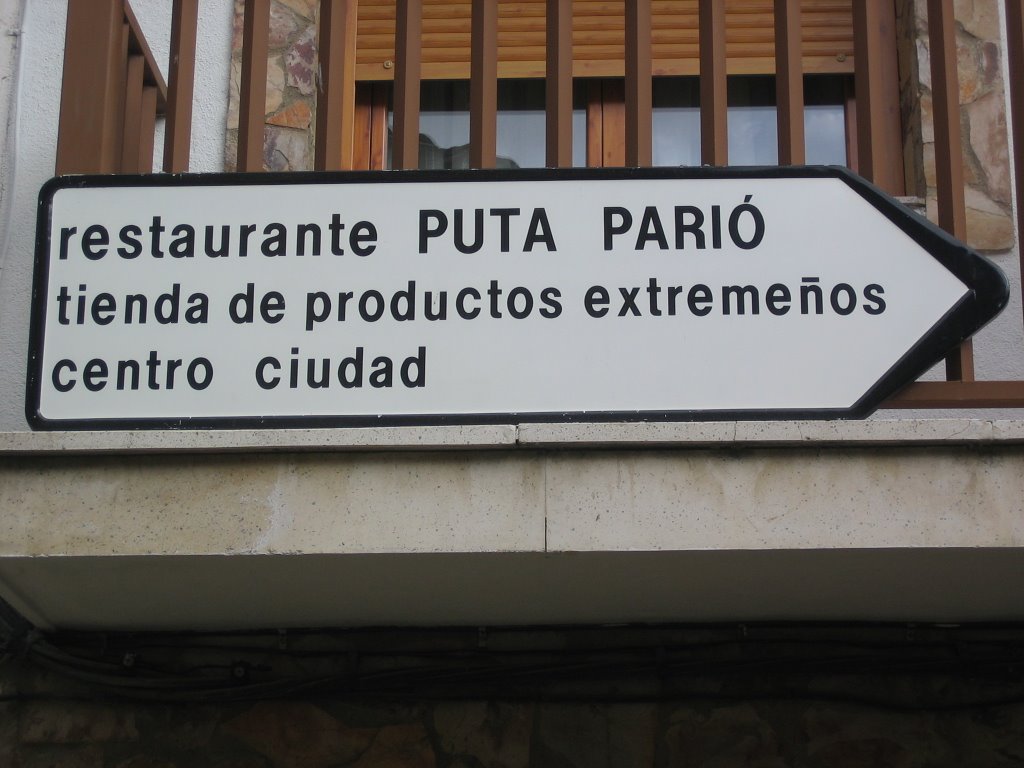 restaurante PUTA PARIÓ
tienda de productos extremeños
centro ciudad